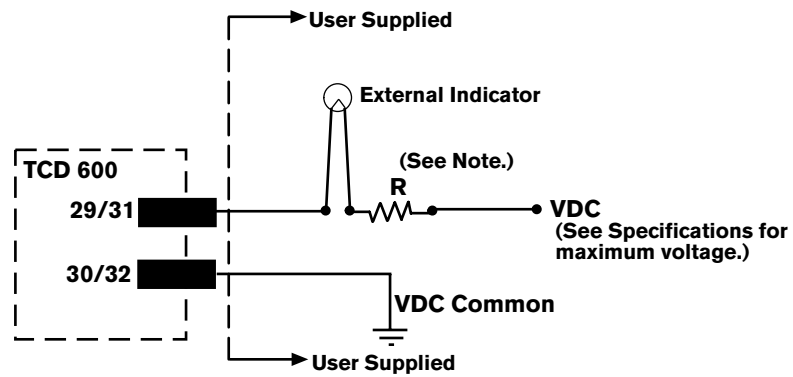 User Supplied
External Indicator
(See Note.)
TCD 600
R
29/31
VDC
(See Specifications for
maximum voltage.)
30/32
VDC Common
User Supplied